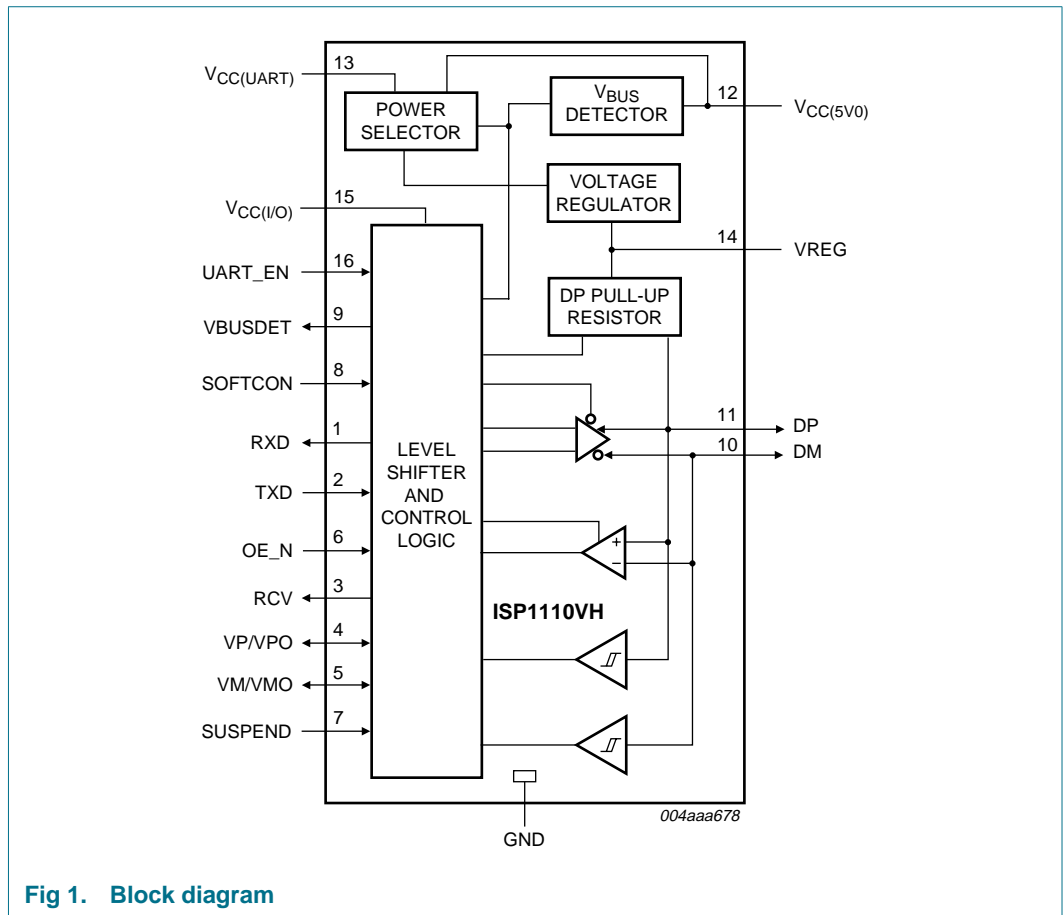 13
VCC(UART)
POWER
SELECTOR
VBUS
DETECTOR
12
VCC(5V0)
VOLTAGE
REGULATOR
15
VCC(I/O)
14
VREG
16
UART_EN
DP PULL-UP
RESISTOR
9
VBUSDET
8
SOFTCON
11
DP
10
DM
1
RXD
LEVEL
SHIFTER
AND
CONTROL
LOGIC
2
TXD
6
OE_N
+
−
3
RCV
ISP1110VH
4
VP/VPO
5
VM/VMO
7
SUSPEND
004aaa678
GND
Fig 1. Block diagram